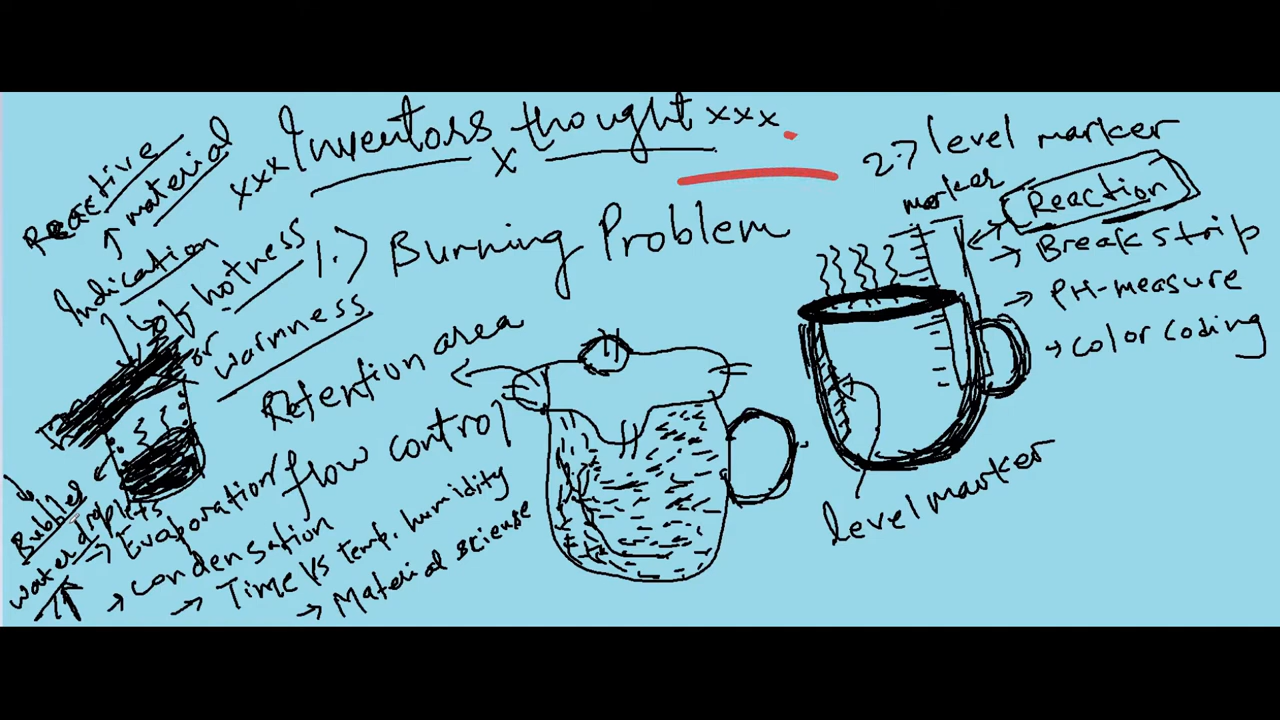 xxx Inventors thought xxx
x
Reactive
material
Indication
of hotness
or
warmness
1.) Burning Problem
Retention area
flow control
Bubbles
water droplets
→ Evaporation/
→ condensation
→ Time VS temp, humidity
→ Material sciense
2.) level marker
marker
Reaction
→ Break strip
→ PH-measure
→ color coding
level marker